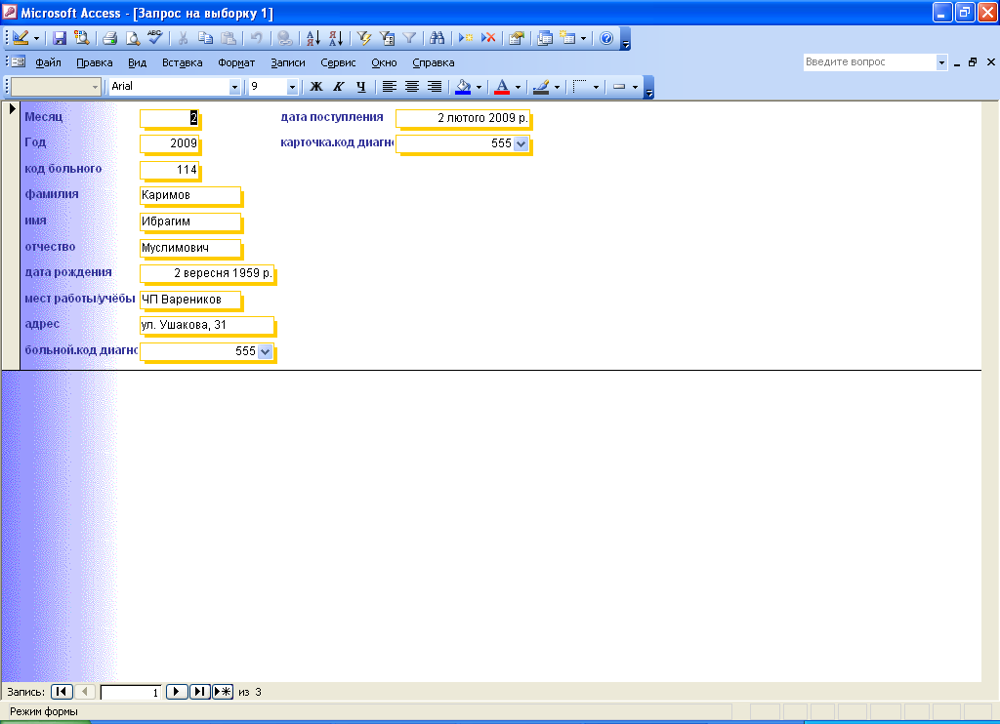 Microsoft Access - [Запрос на выборку 1]
Файл Правка Вид Вставка Формат Записи Сервис Окно Справка Введите вопрос
Arial 9 Ж К Ч
Месяц 2 дата поступления 2 лютого 2009 р.
Год 2009 карточка.код диагно 555
код больного 114
фамилия Каримов
имя Ибрагим
отчество Муслимович
дата рождения 2 вересня 1959 р.
мест работы/учёбы ЧП Вареников
адрес ул. Ушакова, 31
больной.код диагно 555
Запись: 1 из 3
Режим формы